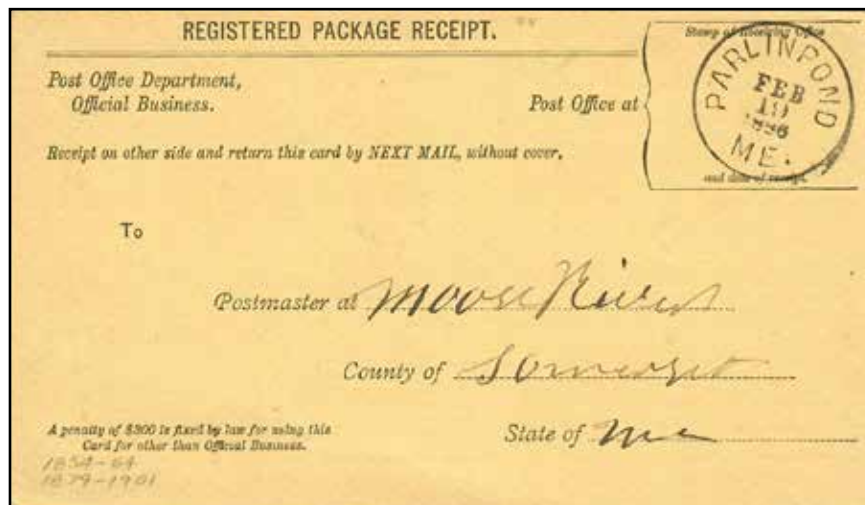 REGISTERED PACKAGE RECEIPT.
Stamp of Receiving Office
Post Office Department,
Official Business.
Post Office at
PARLINPOND
FEB
19
1896
ME.
and date of receipt.
Receipt on other side and return this card by NEXT MAIL, without cover.
To
Postmaster at Moose River
County of Somerset
State of Me
A penalty of $300 is fixed by law for using this
Card for other than Official Business.
1854-64
1879-1901